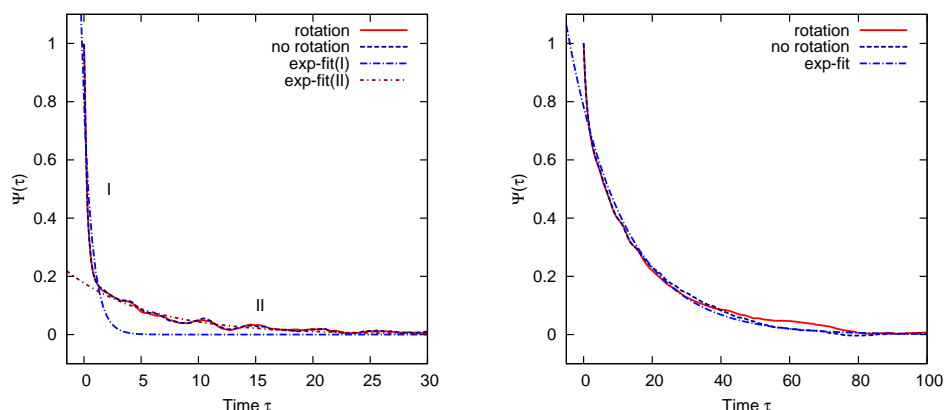 rotation
no rotation
exp-fit(I)
exp-fit(II)
1
0.8
0.6
0.4
0.2
0
Ψ(τ)
I
II
0 5 10 15 20 25 30
Time τ
rotation
no rotation
exp-fit
1
0.8
0.6
0.4
0.2
0
Ψ(τ)
0 20 40 60 80 100
Time τ